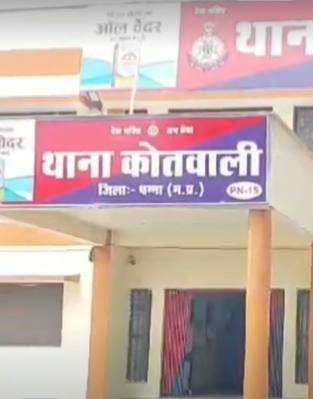 ऑल वैदर
थाना
देश भक्ति जन सेवा
थाना कोतवाली
जिलाः- पन्ना (म.प्र.)
PN-15